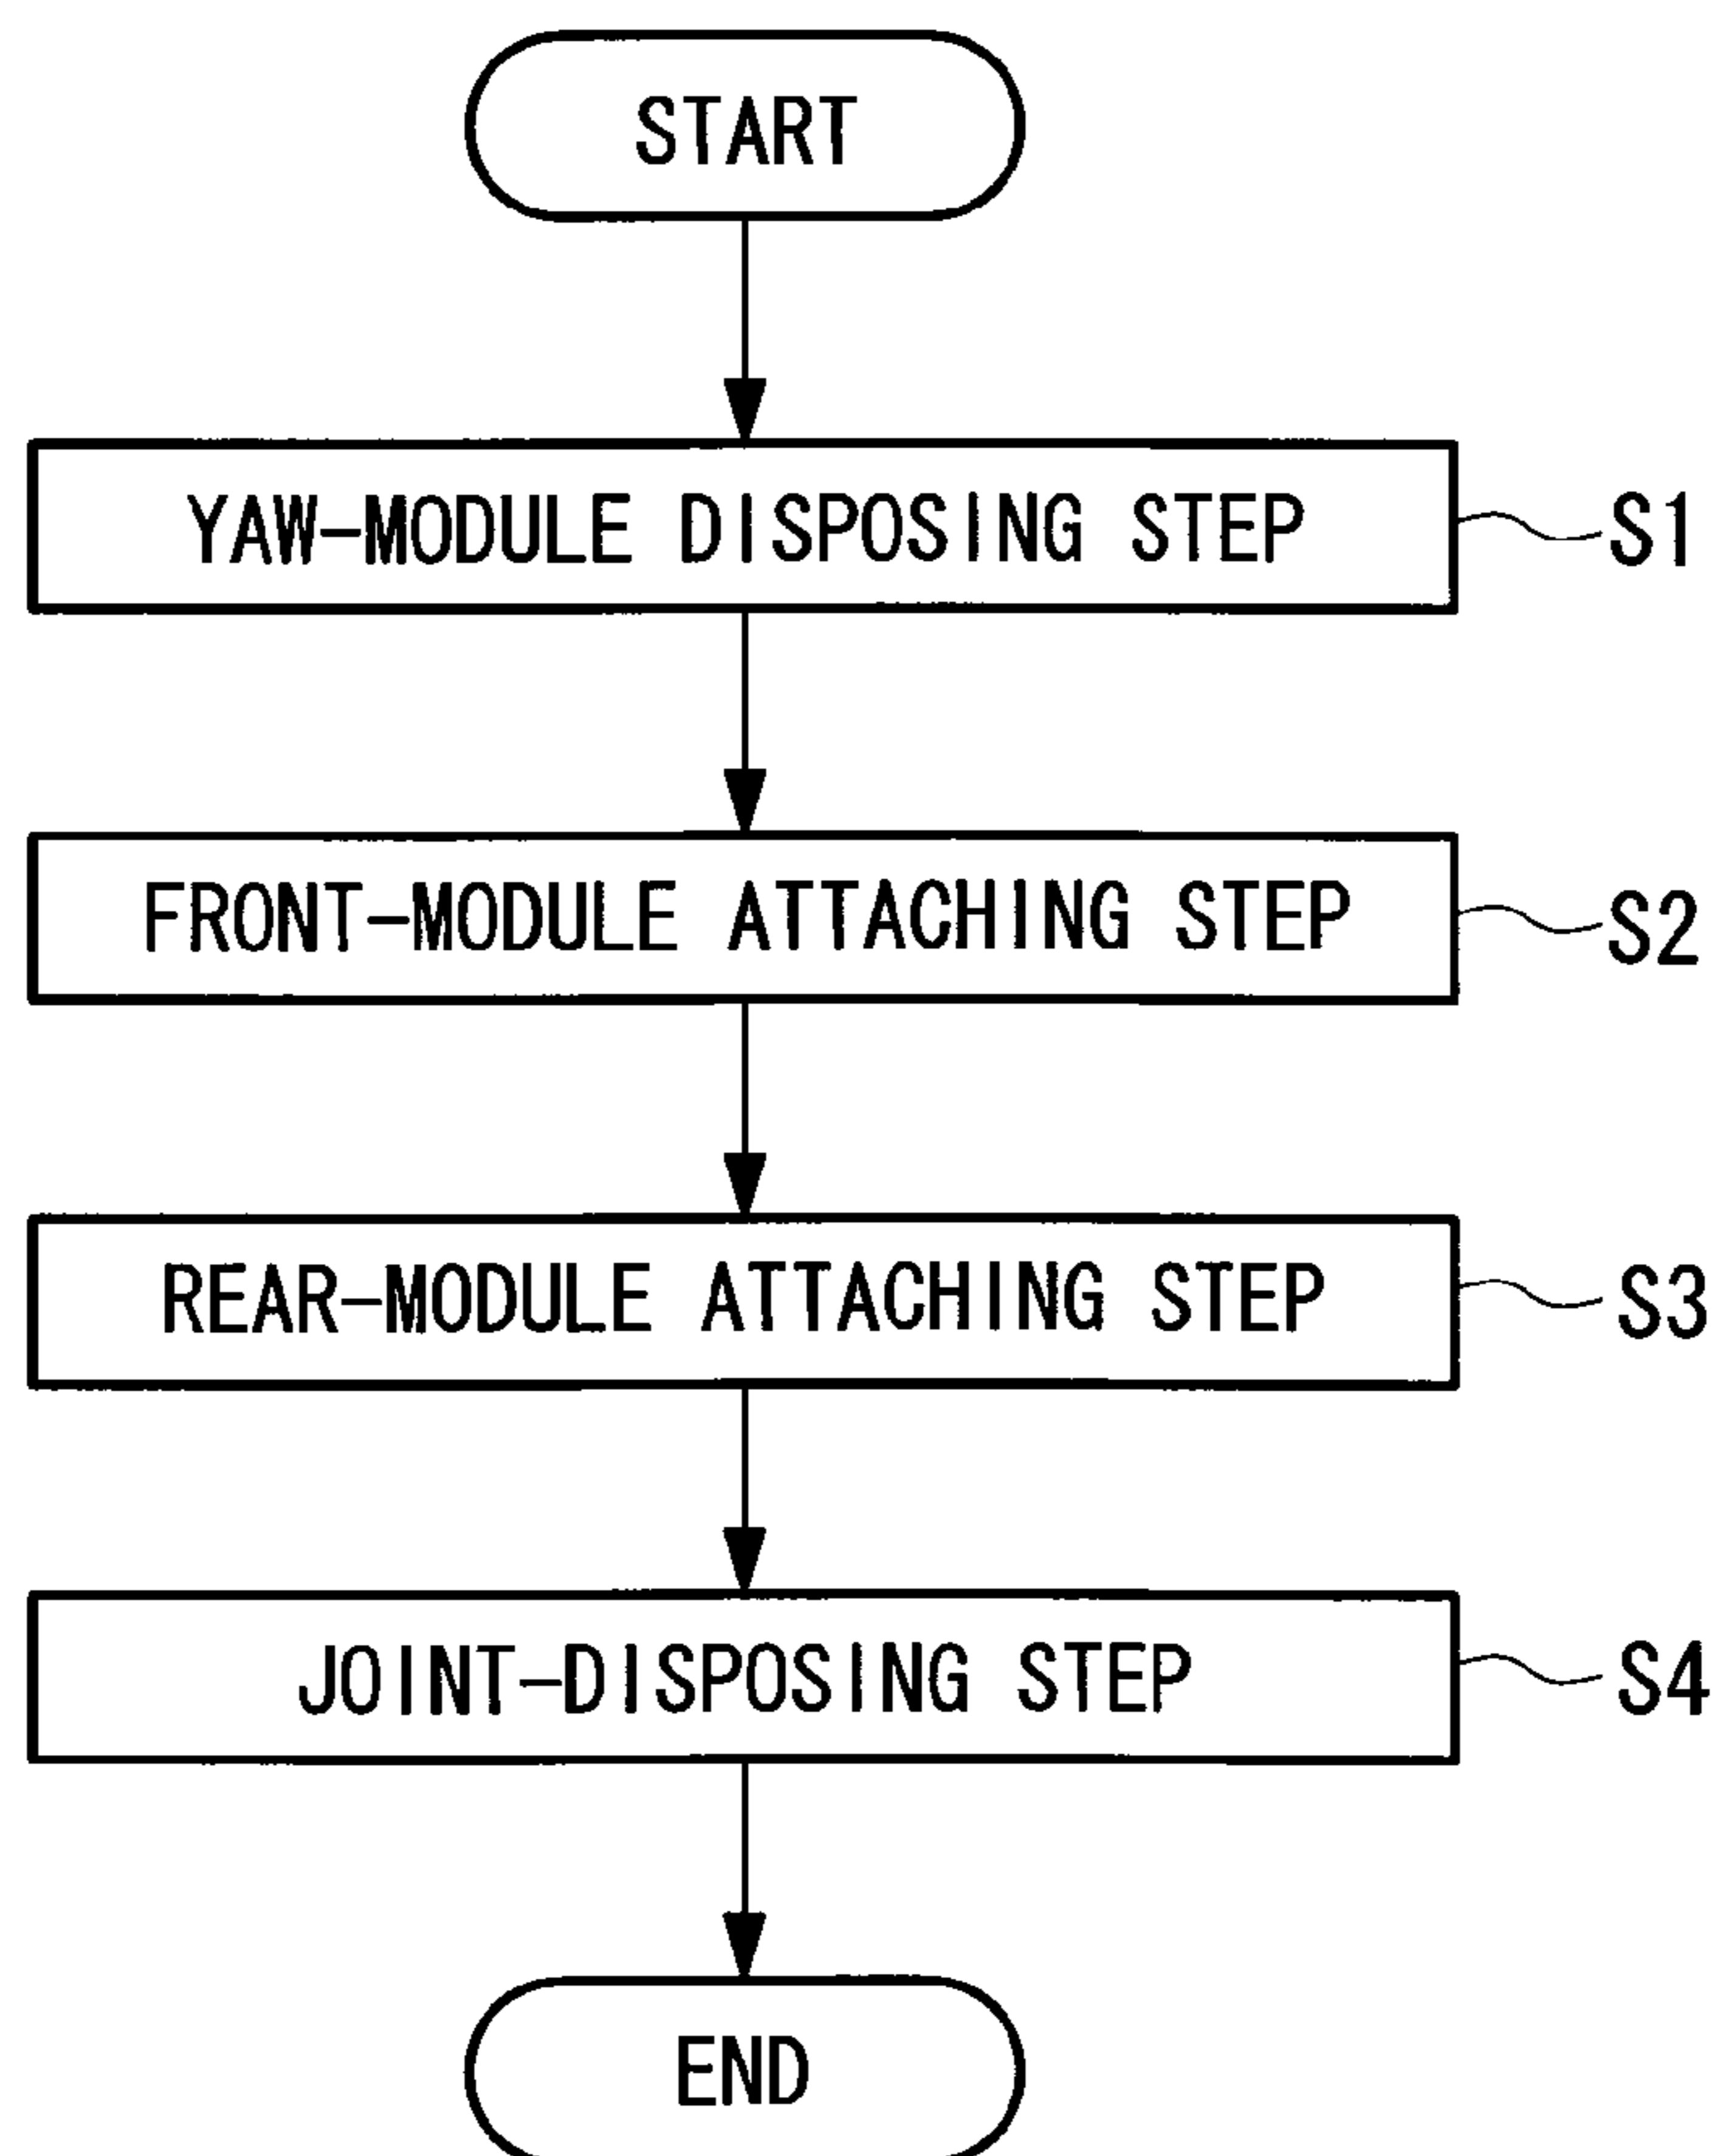 START
YAW-MODULE DISPOSING STEP S1
FRONT-MODULE ATTACHING STEP S2
REAR-MODULE ATTACHING STEP S3
JOINT-DISPOSING STEP S4
END